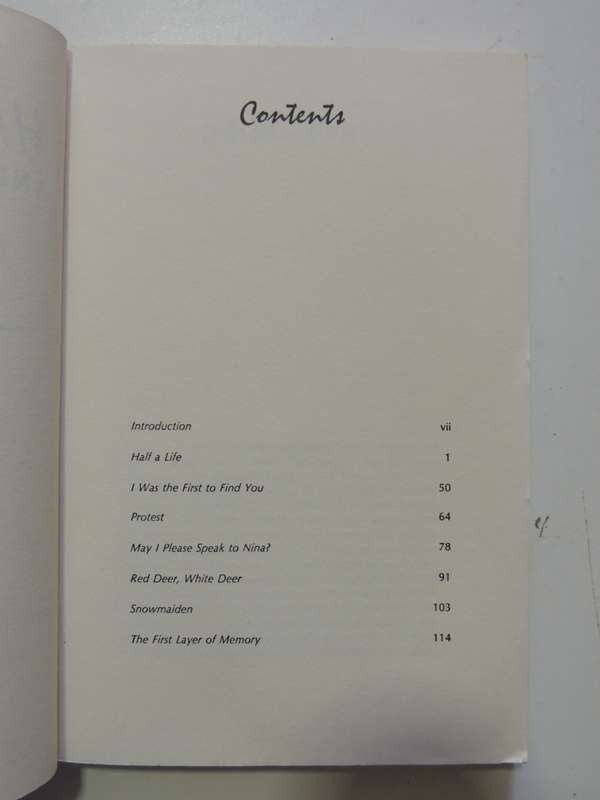 Contents
Introduction vii
Half a Life 1
I Was the First to Find You 50
Protest 64
May I Please Speak to Nina? 78
Red Deer, White Deer 91
Snowmaiden 103
The First Layer of Memory 114